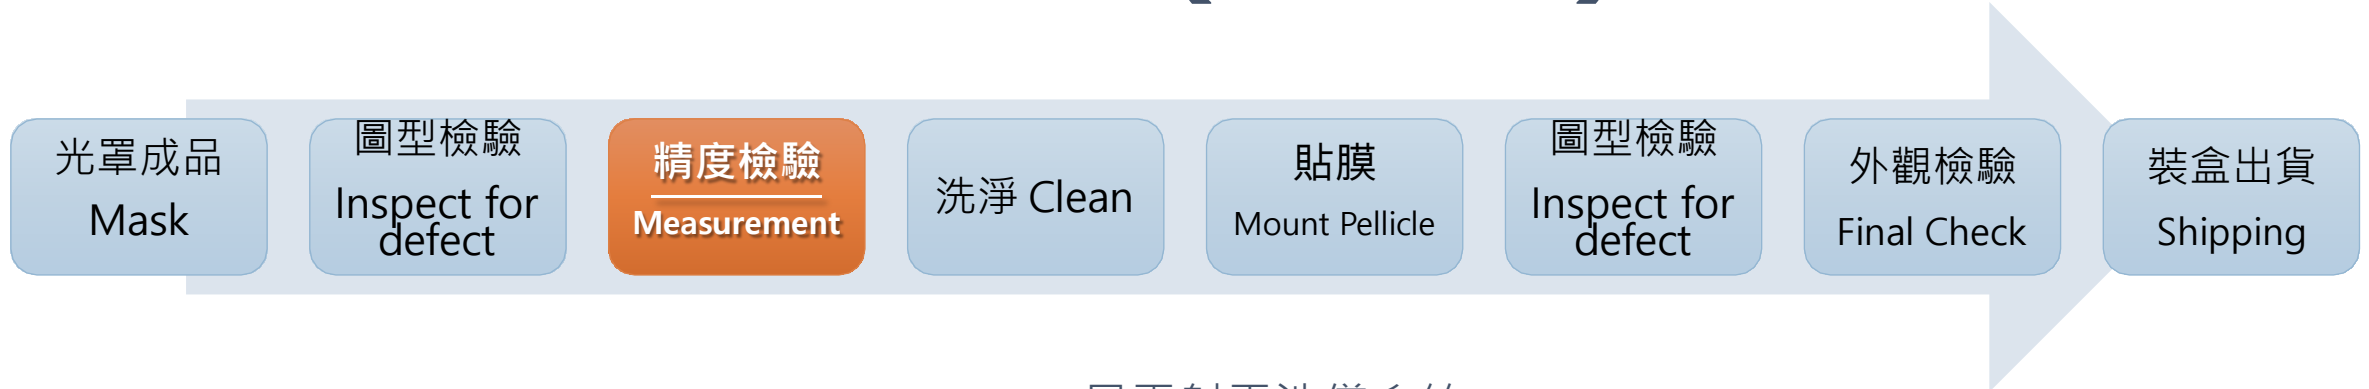 光罩成品
Mask
圖型檢驗
Inspect for
defect
精度檢驗
Measurement
洗淨 Clean
貼膜
Mount Pellicle
圖型檢驗
Inspect for
defect
外觀檢驗
Final Check
裝盒出貨
Shipping